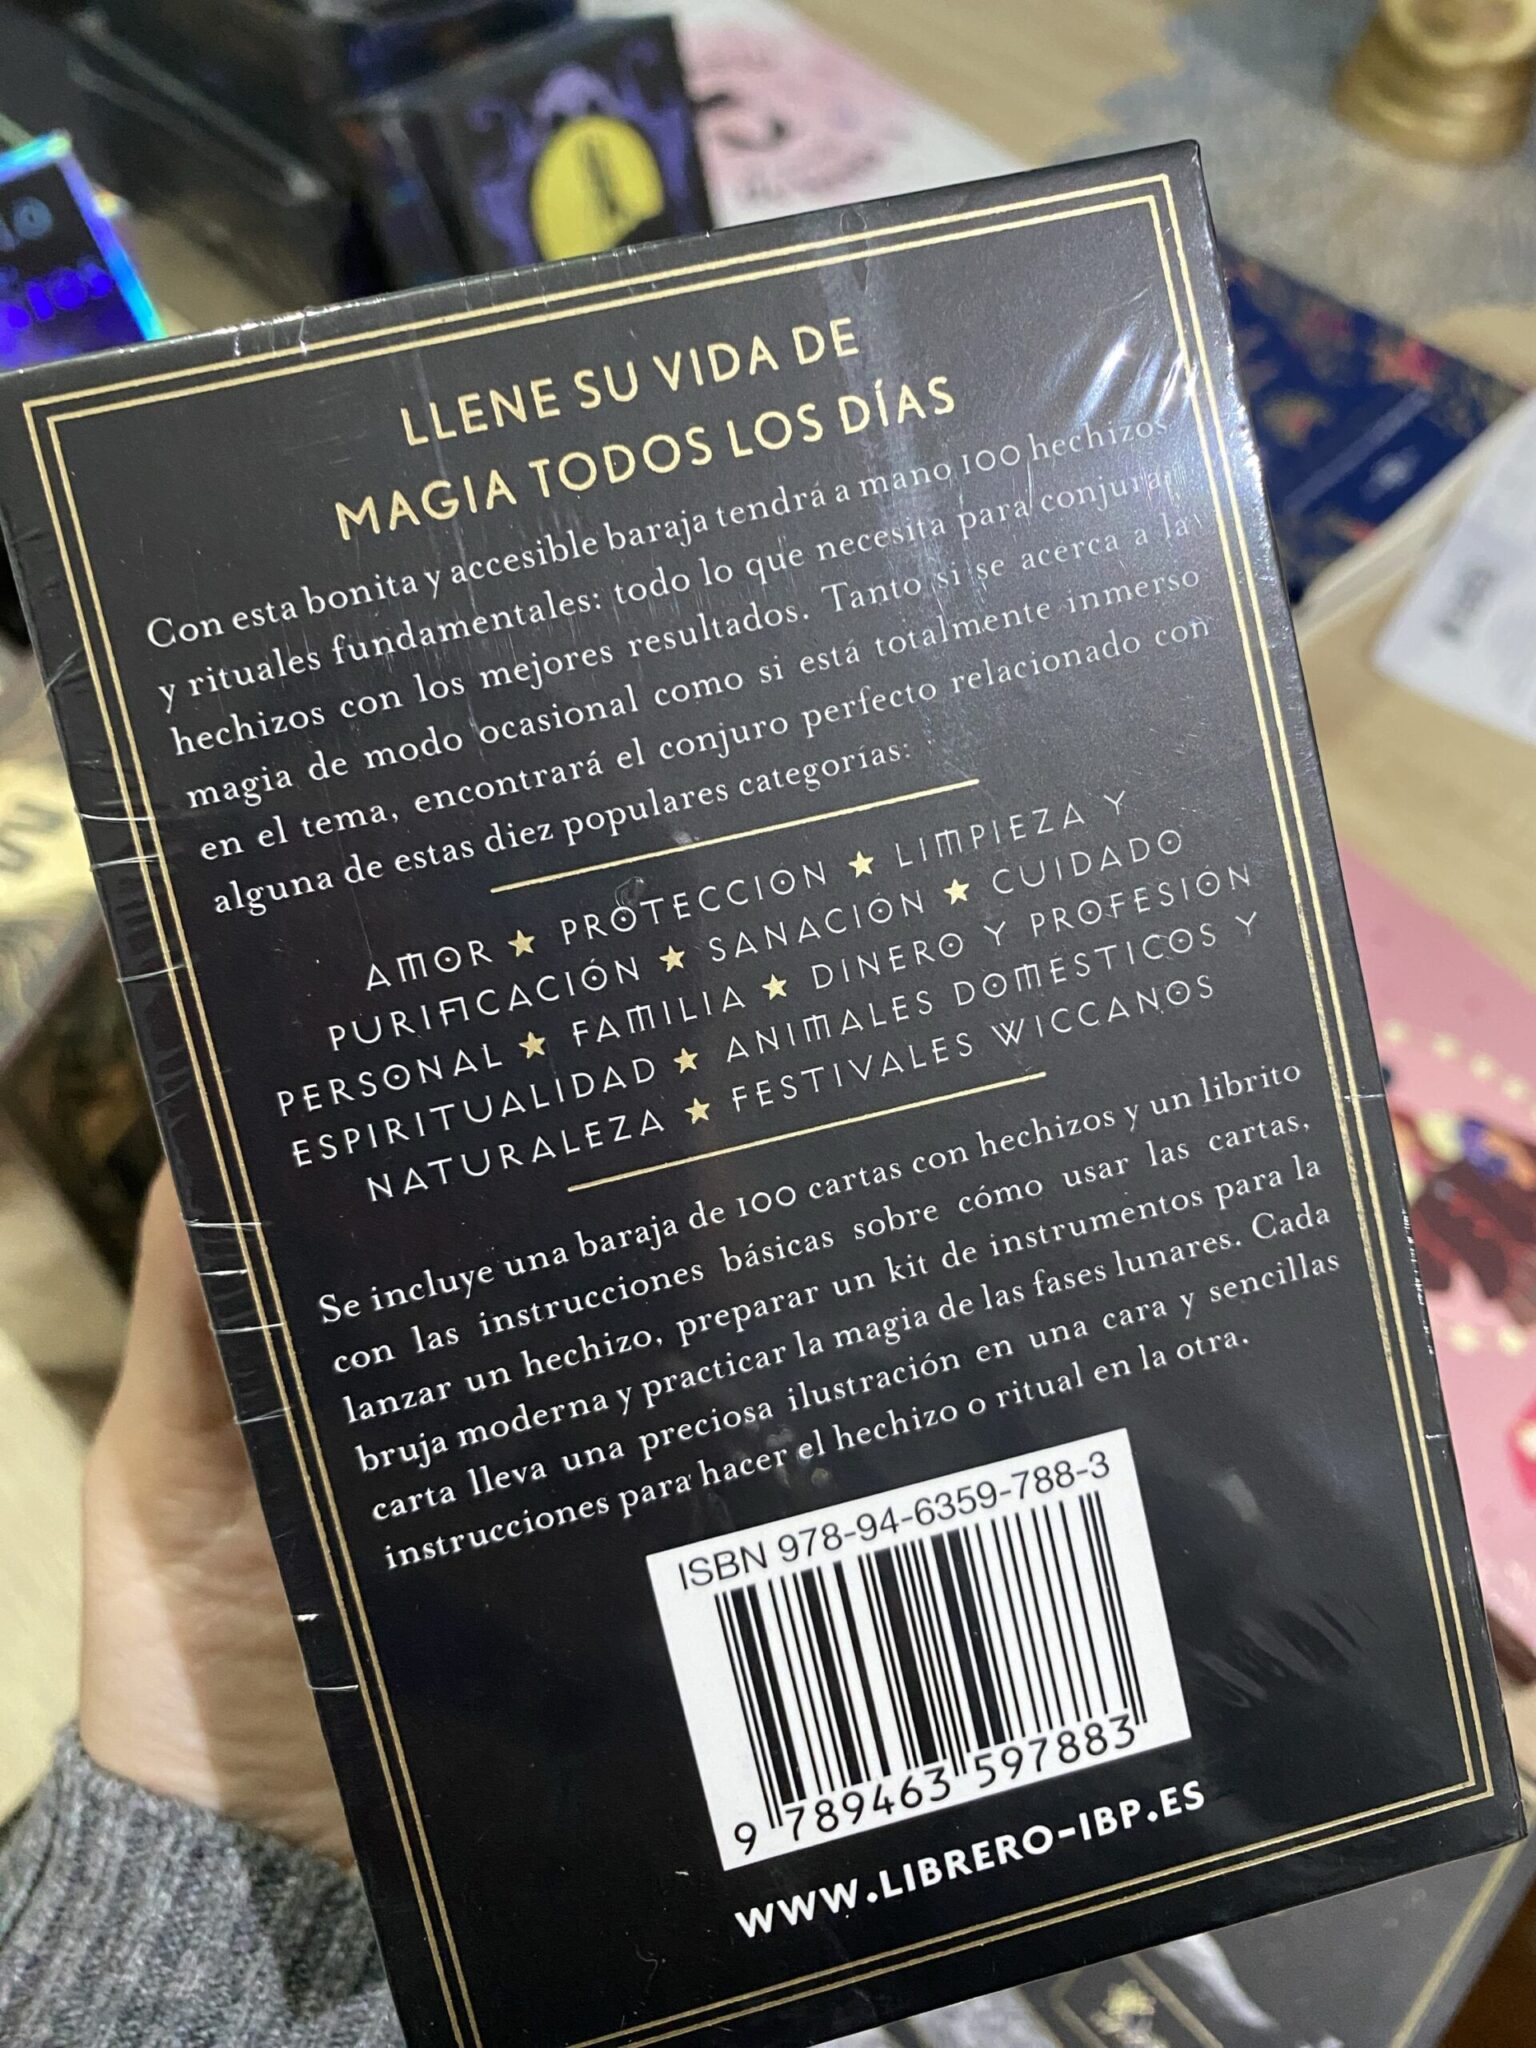 LLENE SU VIDA DE
MAGIA TODOS LOS DÍAS
Con esta bonita y accesible baraja tendrá a mano 100 hechizos
y rituales fundamentales: todo lo que necesita para conjurar
hechizos con los mejores resultados. Tanto si se acerca a la
magia de modo ocasional como si está totalmente inmerso
en el tema, encontrará el conjuro perfecto relacionado con
alguna de estas diez populares categorías:
AMOR ★ PROTECCIÓN ★ LIMPIEZA Y
PURIFICACIÓN ★ SANACIÓN ★ CUIDADO
PERSONAL ★ FAMILIA ★ DINERO Y PROFESIÓN
ESPIRITUALIDAD ★ ANIMALES DOMESTICOS Y
NATURALEZA ★ FESTIVALES WICCANOS
Se incluye una baraja de 100 cartas con hechizos y un librito
con las instrucciones básicas sobre cómo usar las cartas,
lanzar un hechizo, preparar un kit de instrumentos para la
bruja moderna y practicar la magia de las fases lunares. Cada
carta lleva una preciosa ilustración en una cara y sencillas
instrucciones para hacer el hechizo o ritual en la otra.
ISBN 978-94-6359-788-3
9 789463 597883
WWW.LIBRERO-IBP.ES